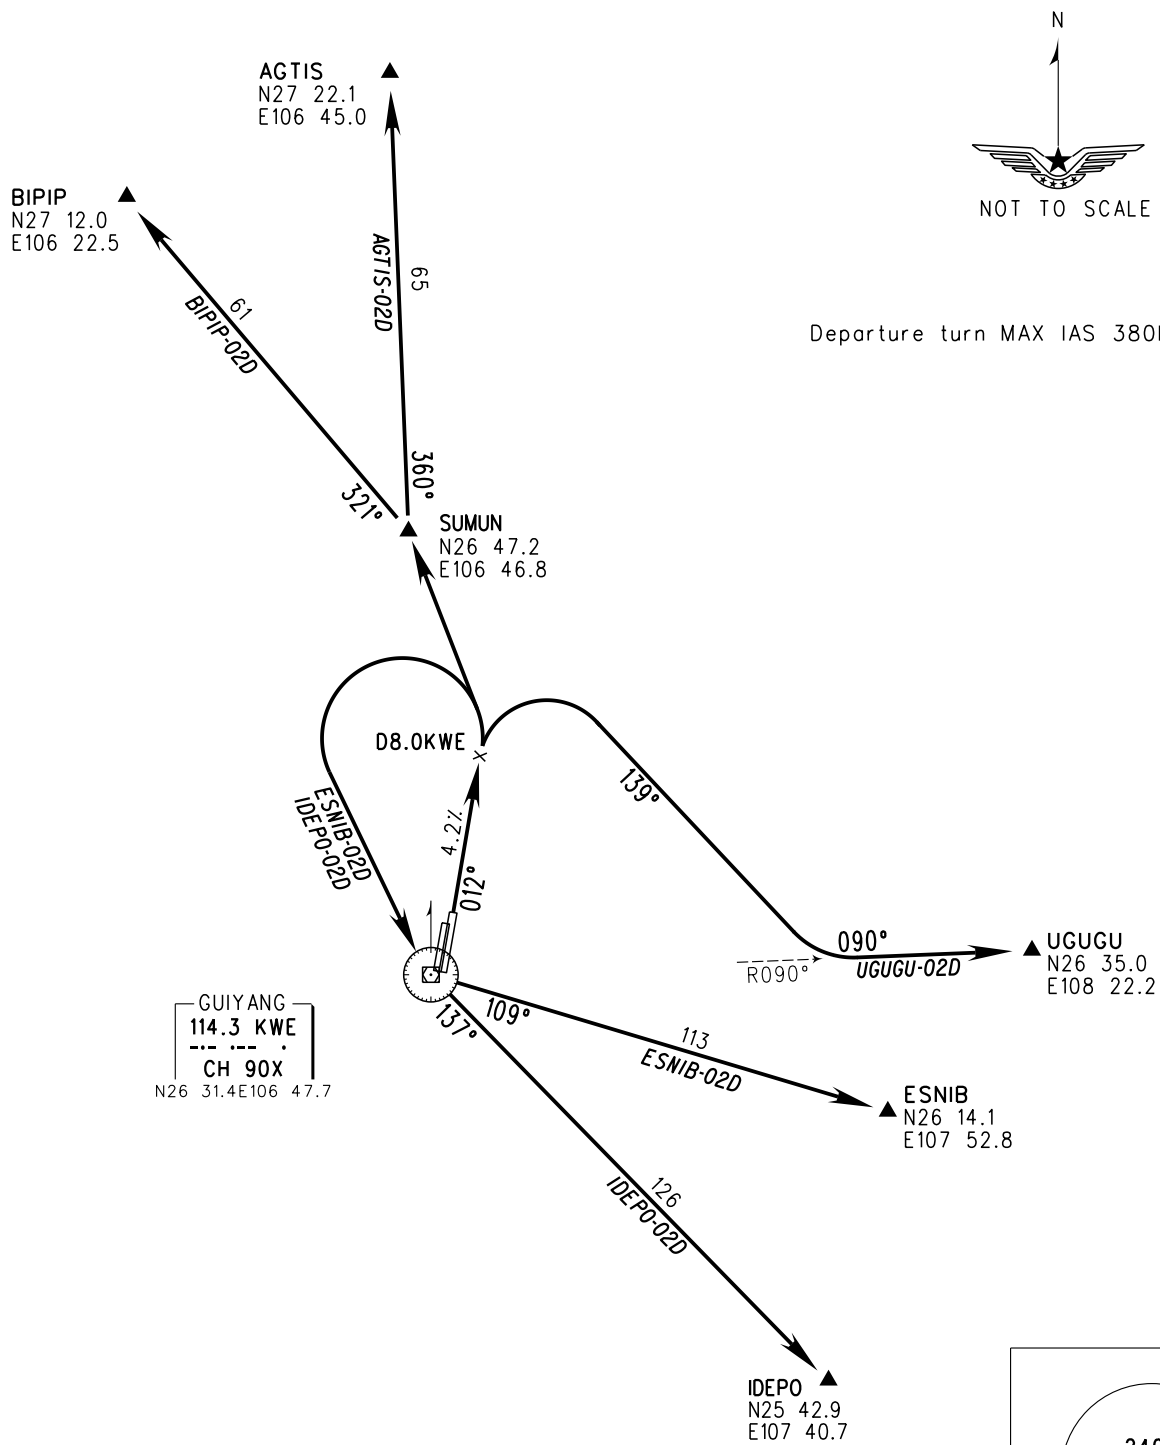 N
AGTIS
N27 22.1
E106 45.0
BIPIP
N27 12.0
E106 22.5
NOT TO SCALE
65
AGTIS-02D
61
BIPIP-02D
Departure turn MAX IAS 380
360°
321°
SUMUN
N26 47.2
E106 46.8
D8.0KWE
139°
ESNIB-02D
IDEPO-02D
4.2%
012°
090°
R090°
UGUGU-02D
UGUGU
N26 35.0
E108 22.2
GUIYANG
114.3 KWE
CH 90X
N26 31.4E106 47.7
109°
137°
113
ESNIB-02D
ESNIB
N26 14.1
E107 52.8
126
IDEPO-02D
IDEPO
N25 42.9
E107 40.7